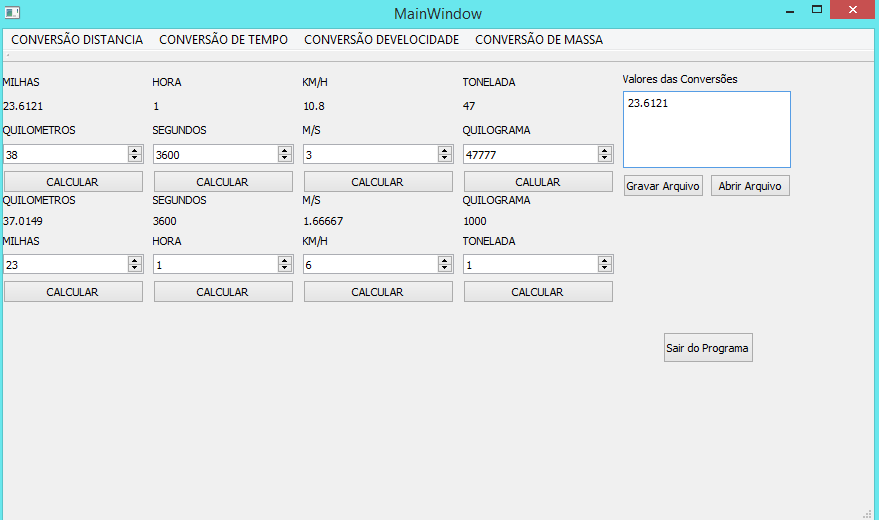 MainWindow
CONVERSÃO DISTANCIA CONVERSÃO DE TEMPO CONVERSÃO DEVELOCIDADE CONVERSÃO DE MASSA
MILHAS HORA KM/H TONELADA Valores das Conversões
23.6121 1 10.8 47 23.6121
QUILOMETROS SEGUNDOS M/S QUILOGRAMA
38 3600 3 47777
CALCULAR CALCULAR CALCULAR CALULAR Gravar Arquivo Abrir Arquivo
QUILOMETROS SEGUNDOS M/S QUILOGRAMA
37.0149 3600 1.66667 1000
MILHAS HORA KM/H TONELADA
23 1 6 1
CALCULAR CALCULAR CALCULAR CALCULAR
Sair do Programa